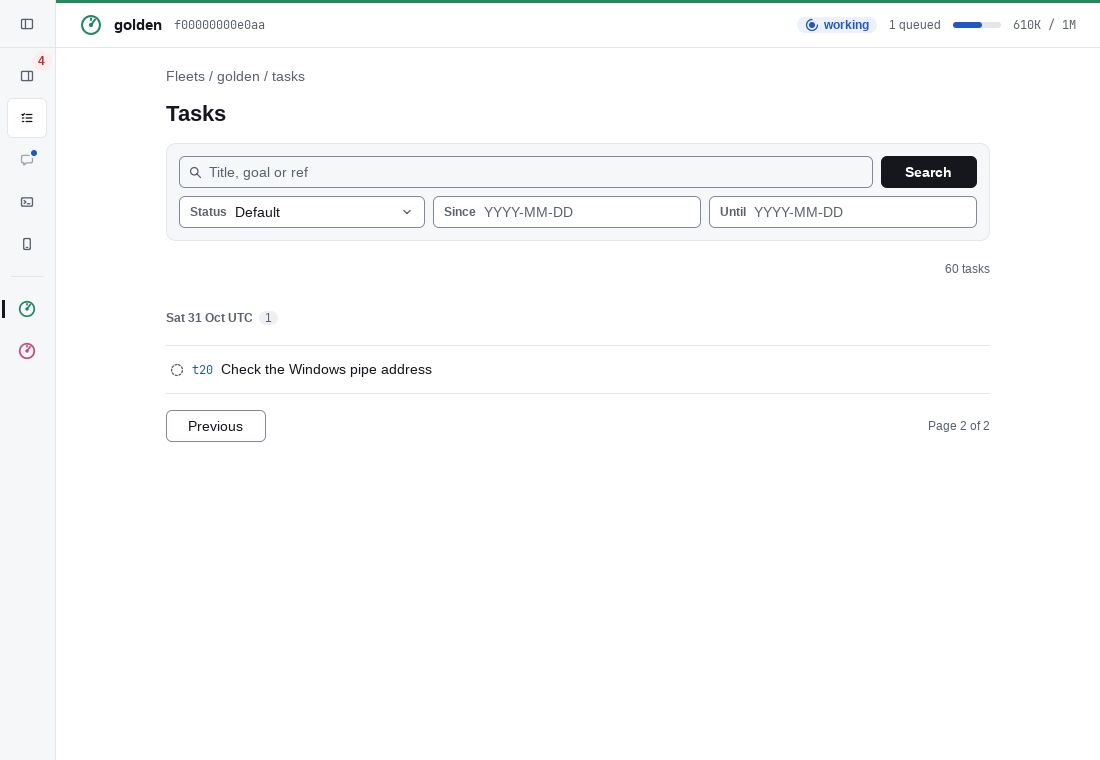 golden f00000000e0aa working 1 queued 610K / 1M
4
Fleets / golden / tasks
Tasks
Title, goal or ref Search
Status Default Since YYYY-MM-DD Until YYYY-MM-DD
60 tasks
Sat 31 Oct UTC 1
t20 Check the Windows pipe address
Previous Page 2 of 2